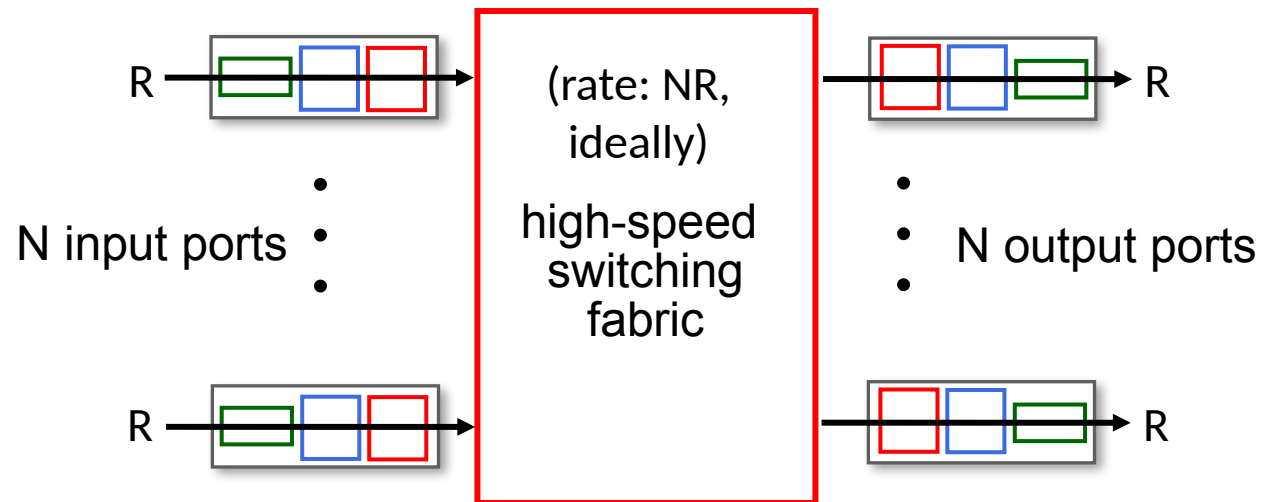 R
(rate: NR,
ideally)
R
N input ports
high-speed
switching
fabric
N output ports
R
R